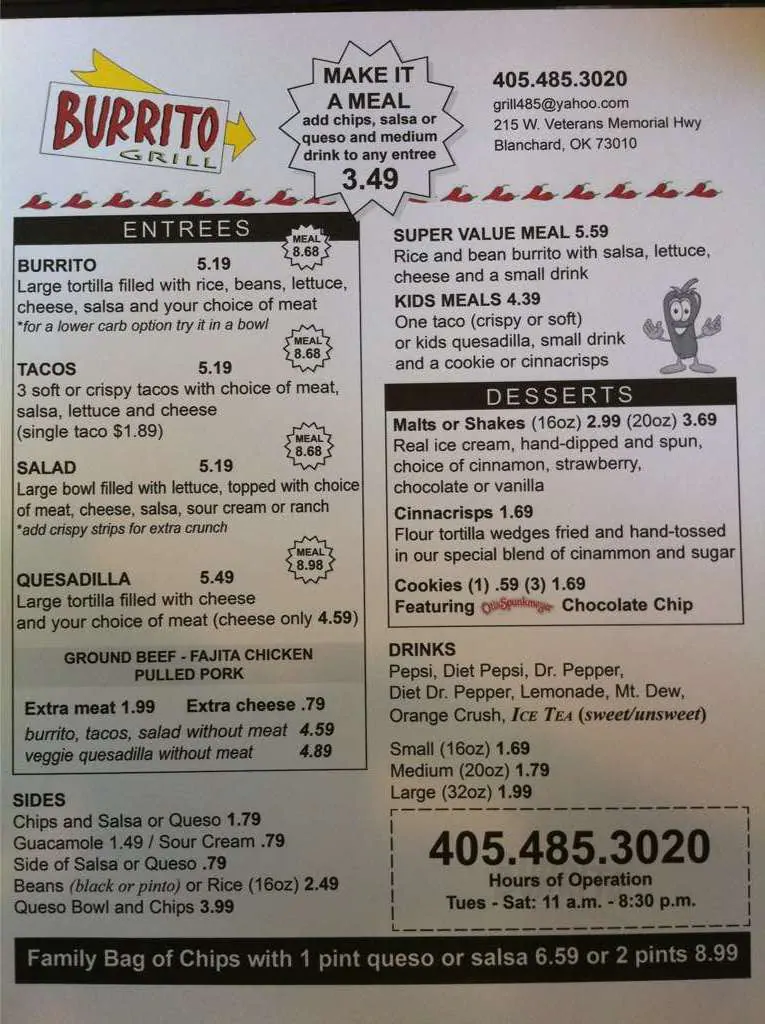 BURRITO
GRILL
MAKE IT
A MEAL
add chips, salsa or
queso and medium
drink to any entree
3.49
405.485.3020
grill485@yahoo.com
215 W. Veterans Memorial Hwy
Blanchard, OK 73010
ENTREES
MEAL
8.68
BURRITO 5.19
Large tortilla filled with rice, beans, lettuce,
cheese, salsa and your choice of meat
*for a lower carb option try it in a bowl
MEAL
8.68
TACOS 5.19
3 soft or crispy tacos with choice of meat,
salsa, lettuce and cheese
(single taco $1.89)
MEAL
8.68
SALAD 5.19
Large bowl filled with lettuce, topped with choice
of meat, cheese, salsa, sour cream or ranch
*add crispy strips for extra crunch
MEAL
8.98
QUESADILLA 5.49
Large tortilla filled with cheese
and your choice of meat (cheese only 4.59)
GROUND BEEF - FAJITA CHICKEN
PULLED PORK
Extra meat 1.99 Extra cheese .79
burrito, tacos, salad without meat 4.59
veggie quesadilla without meat 4.89
SIDES
Chips and Salsa or Queso 1.79
Guacamole 1.49 / Sour Cream .79
Side of Salsa or Queso .79
Beans (black or pinto) or Rice (16oz) 2.49
Queso Bowl and Chips 3.99
SUPER VALUE MEAL 5.59
Rice and bean burrito with salsa, lettuce,
cheese and a small drink
KIDS MEALS 4.39
One taco (crispy or soft)
or kids quesadilla, small drink
and a cookie or cinnacrisps
DESSERTS
Malts or Shakes (16oz) 2.99 (20oz) 3.69
Real ice cream, hand-dipped and spun,
choice of cinnamon, strawberry,
chocolate or vanilla
Cinnacrisps 1.69
Flour tortilla wedges fried and hand-tossed
in our special blend of cinammon and sugar
Cookies (1) .59 (3) 1.69
Featuring Otis Spunkmeyer Chocolate Chip
DRINKS
Pepsi, Diet Pepsi, Dr. Pepper,
Diet Dr. Pepper, Lemonade, Mt. Dew,
Orange Crush, ICE TEA (sweet/unsweet)
Small (16oz) 1.69
Medium (20oz) 1.79
Large (32oz) 1.99
405.485.3020
Hours of Operation
Tues - Sat: 11 a.m. - 8:30 p.m.
Family Bag of Chips with 1 pint queso or salsa 6.59 or 2 pints 8.99